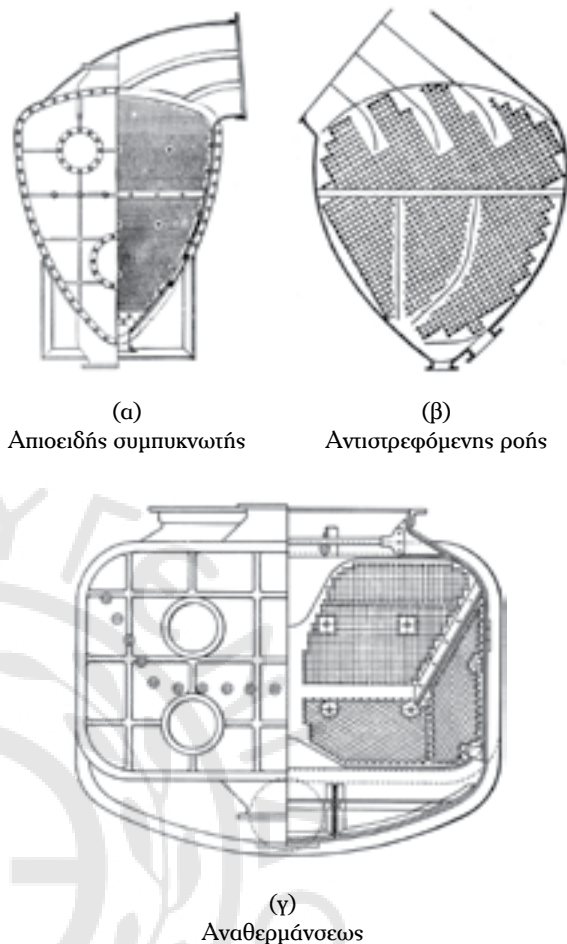 (α)
Απιοειδής συμπυκνωτής
(β)
Αντιστρεφόμενης ροής
(γ)
Αναθερμάνσεως